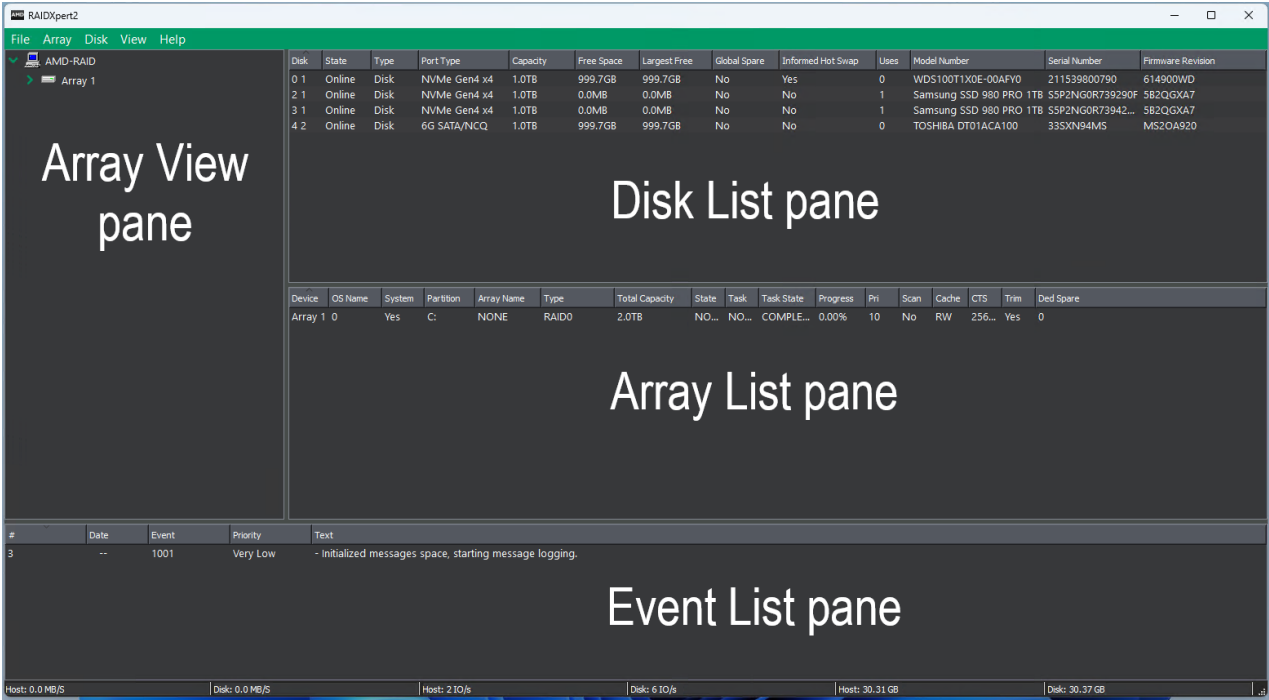 AMD RAIDXpert2
File Array Disk View Help
AMD-RAID
Array 1
Array View
pane
Disk State Type Port Type Capacity Free Space Largest Free Global Spare Informed Hot Swap Uses Model Number Serial Number Firmware Revision
0 1 Online Disk NVMe Gen4 x4 1.0TB 999.7GB 999.7GB No Yes 0 WDS100T1X0E-00AFY0 211539800790 614900WD
2 1 Online Disk NVMe Gen4 x4 1.0TB 0.0MB 0.0MB No No 1 Samsung SSD 980 PRO 1TB S5P2NG0R739290F 5B2QGXA7
3 1 Online Disk NVMe Gen4 x4 1.0TB 0.0MB 0.0MB No No 1 Samsung SSD 980 PRO 1TB S5P2NG0R73942... 5B2QGXA7
4 2 Online Disk 6G SATA/NCQ 1.0TB 999.7GB 999.7GB No No 0 TOSHIBA DT01ACA100 33SXN94MS MS2OA920
Disk List pane
Device OS Name System Partition Array Name Type Total Capacity State Task Task State Progress Pri Scan Cache CTS Trim Ded Spare
Array 1 0 Yes C: NONE RAID0 2.0TB NO... NO... COMPLE... 0.00% 10 No RW 256... Yes 0
Array List pane
# Date Event Priority Text
3 -- 1001 Very Low - Initialized messages space, starting message logging.
Event List pane
Host: 0.0 MB/S Disk: 0.0 MB/S Host: 2 IO/s Disk: 6 IO/s Host: 30.31 GB Disk: 30.37 GB